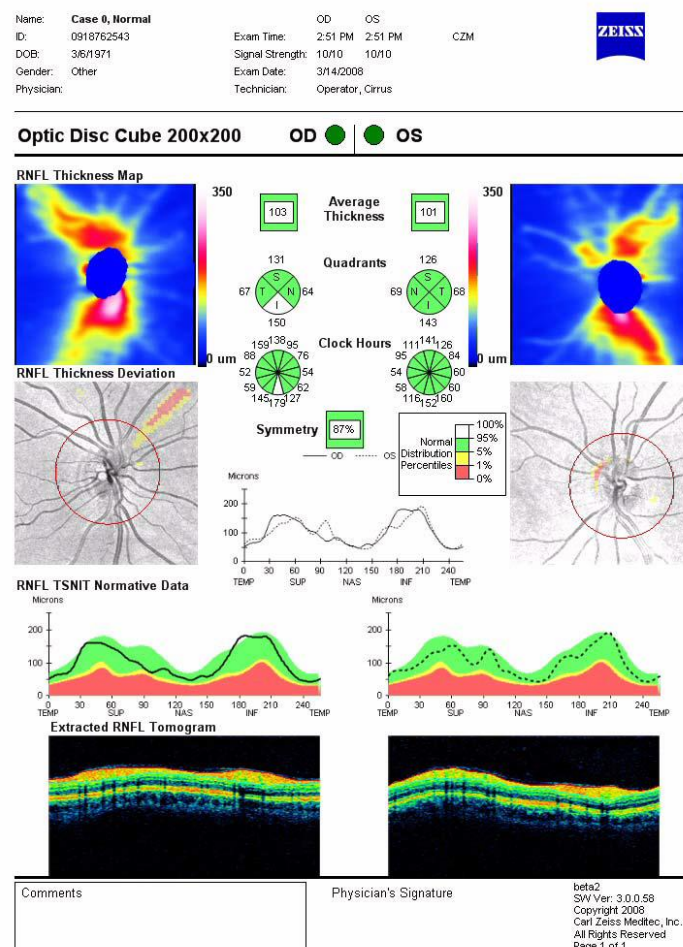 Name: Case 0, Normal OD OS
ID: 0918762543 Exam Time: 2:51 PM 2:51 PM CZM
DOB: 3/6/1971 Signal Strength: 10/10 10/10
Gender: Other Exam Date: 3/14/2008
Physician: Technician: Operator, Cirrus
ZEISS
Optic Disc Cube 200x200 OD OS
RNFL Thickness Map
350
0 um
Average
Thickness
103 101
350
0 um
Quadrants
131
67 T S N I 64
150
126
69 N S T I 68
143
Clock Hours
159 138 95
88 76
52 54
59 62
145 179 127
111 141 126
95 84
54 60
58 60
116 152 160
RNFL Thickness Deviation
Symmetry 87%
OD OS
Normal
Distribution
Percentiles
100%
95%
5%
1%
0%
Microns
200
100
0
0 30 60 90 120 150 180 210 240
TEMP SUP NAS INF TEMP
RNFL TSNIT Normative Data
Microns
200
100
0
0 30 60 90 120 150 180 210 240
TEMP SUP NAS INF TEMP
Microns
200
100
0
0 30 60 90 120 150 180 210 240
TEMP SUP NAS INF TEMP
Extracted RNFL Tomogram
Comments
Physician's Signature
beta2
SW Ver: 3.0.0.58
Copyright 2008
Carl Zeiss Meditec, Inc.
All Rights Reserved
Page 1 of 1